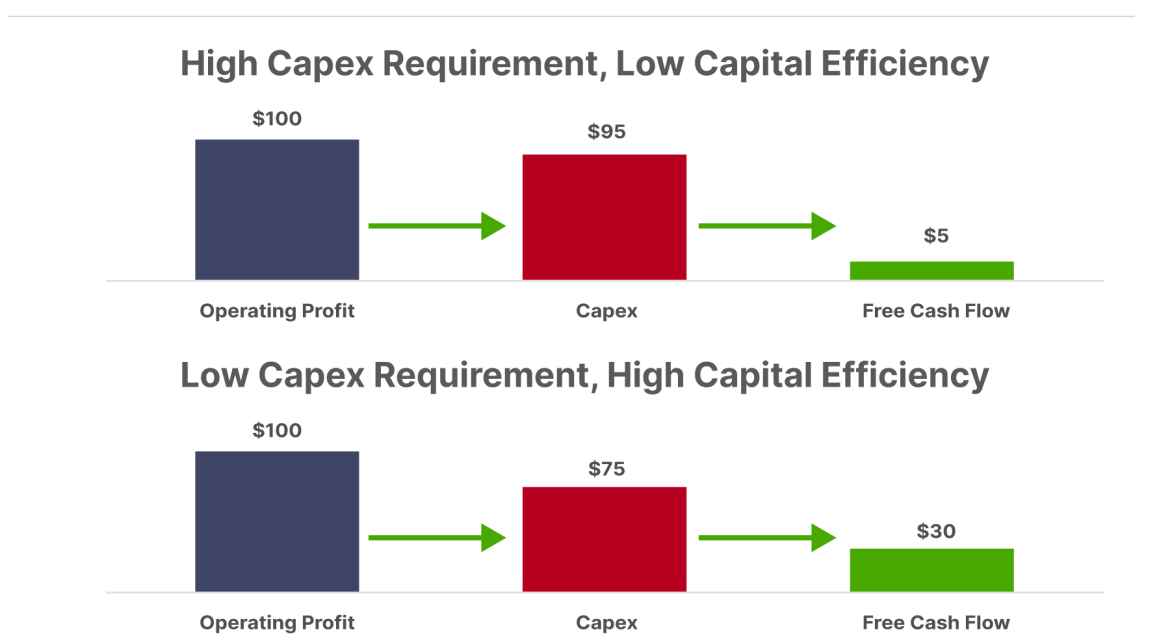 High Capex Requirement, Low Capital Efficiency
$100
$95
$5
Operating Profit
Capex
Free Cash Flow
Low Capex Requirement, High Capital Efficiency
$100
$75
$30
Operating Profit
Capex
Free Cash Flow